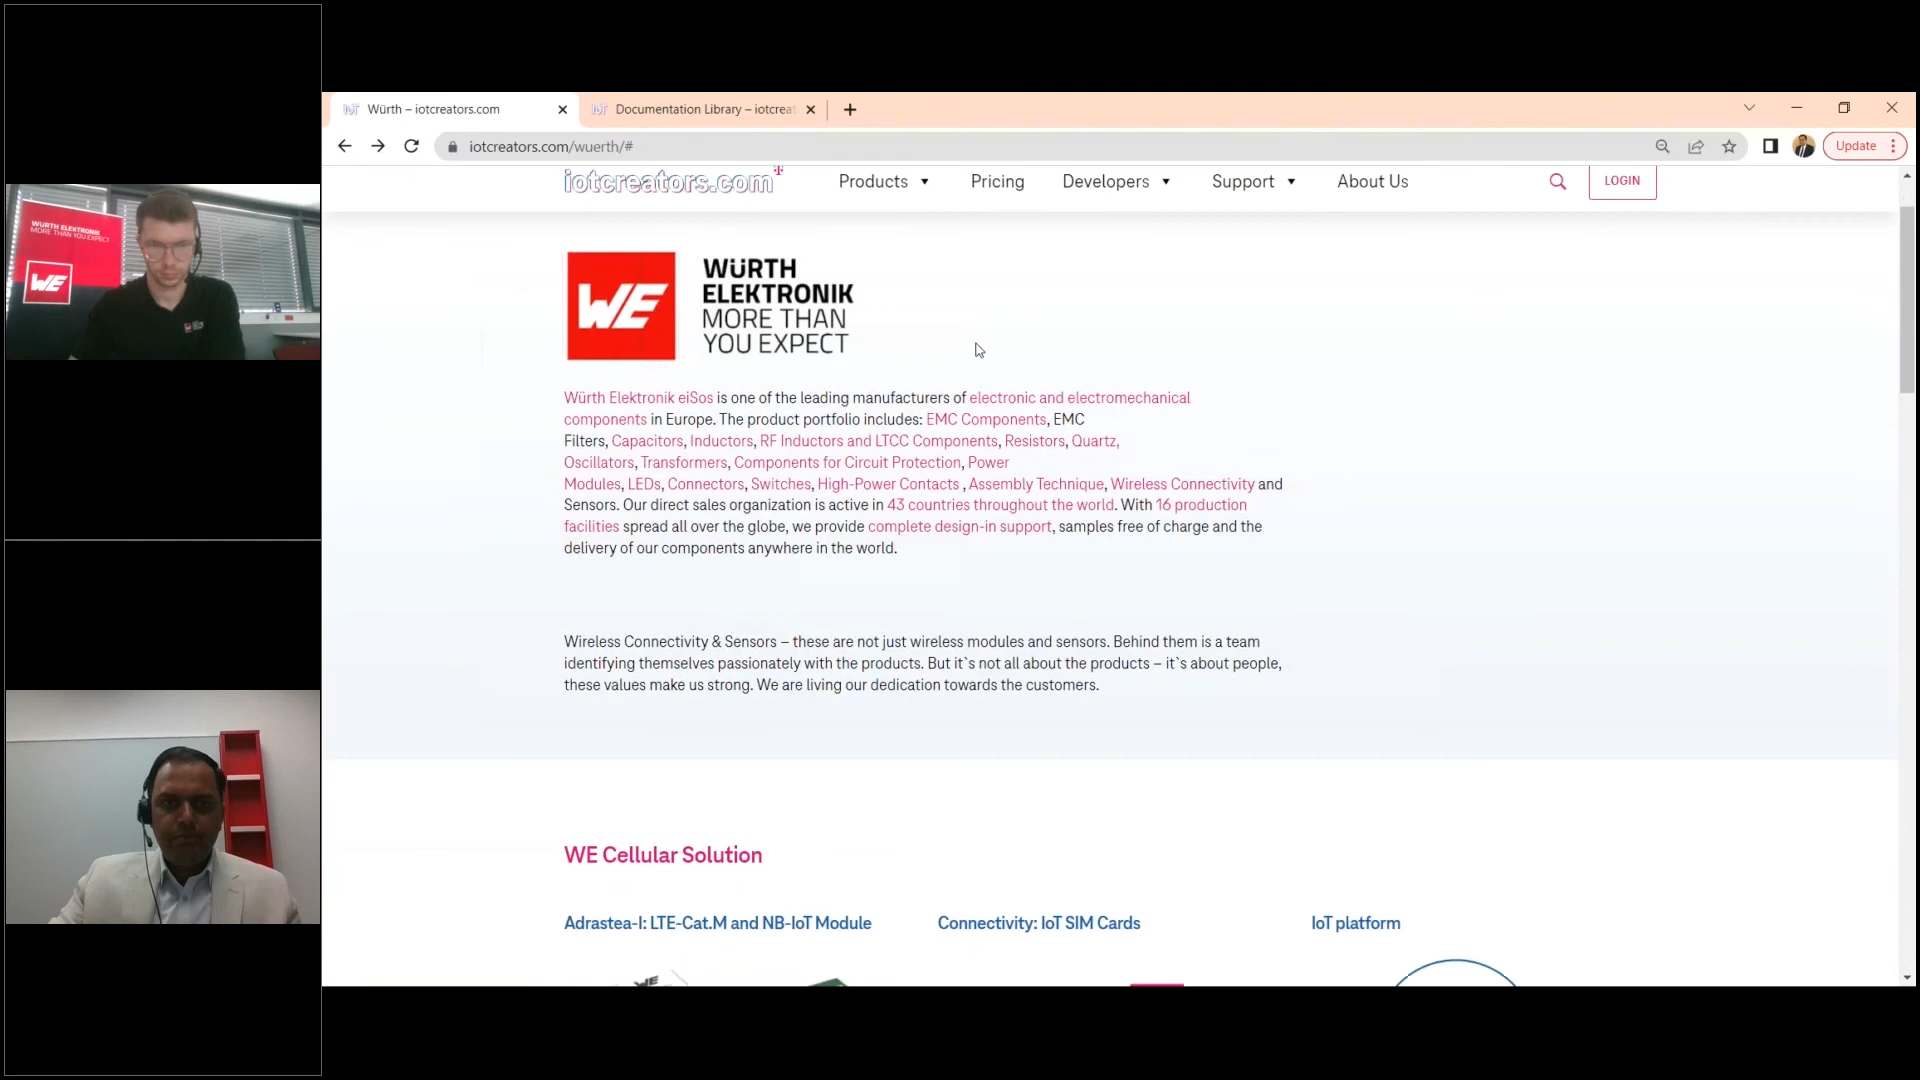 WURTH ELEKTRONIK
MORE THAN YOU EXPECT
WE
Würth – iotcreators.com
Documentation Library – iotcreat
iotcreators.com/wuerth/#
Update
iotcreators.com
Products
Pricing
Developers
Support
About Us
LOGIN
WE
WÜRTH
ELEKTRONIK
MORE THAN
YOU EXPECT
Würth Elektronik eiSos is one of the leading manufacturers of electronic and electromechanical
components in Europe. The product portfolio includes: EMC Components, EMC
Filters, Capacitors, Inductors, RF Inductors and LTCC Components, Resistors, Quartz,
Oscillators, Transformers, Components for Circuit Protection, Power
Modules, LEDs, Connectors, Switches, High-Power Contacts , Assembly Technique, Wireless Connectivity and
Sensors. Our direct sales organization is active in 43 countries throughout the world. With 16 production
facilities spread all over the globe, we provide complete design-in support, samples free of charge and the
delivery of our components anywhere in the world.
Wireless Connectivity & Sensors – these are not just wireless modules and sensors. Behind them is a team
identifying themselves passionately with the products. But it`s not all about the products – it`s about people,
these values make us strong. We are living our dedication towards the customers.
WE Cellular Solution
Adrastea-I: LTE-Cat.M and NB-IoT Module
Connectivity: IoT SIM Cards
IoT platform